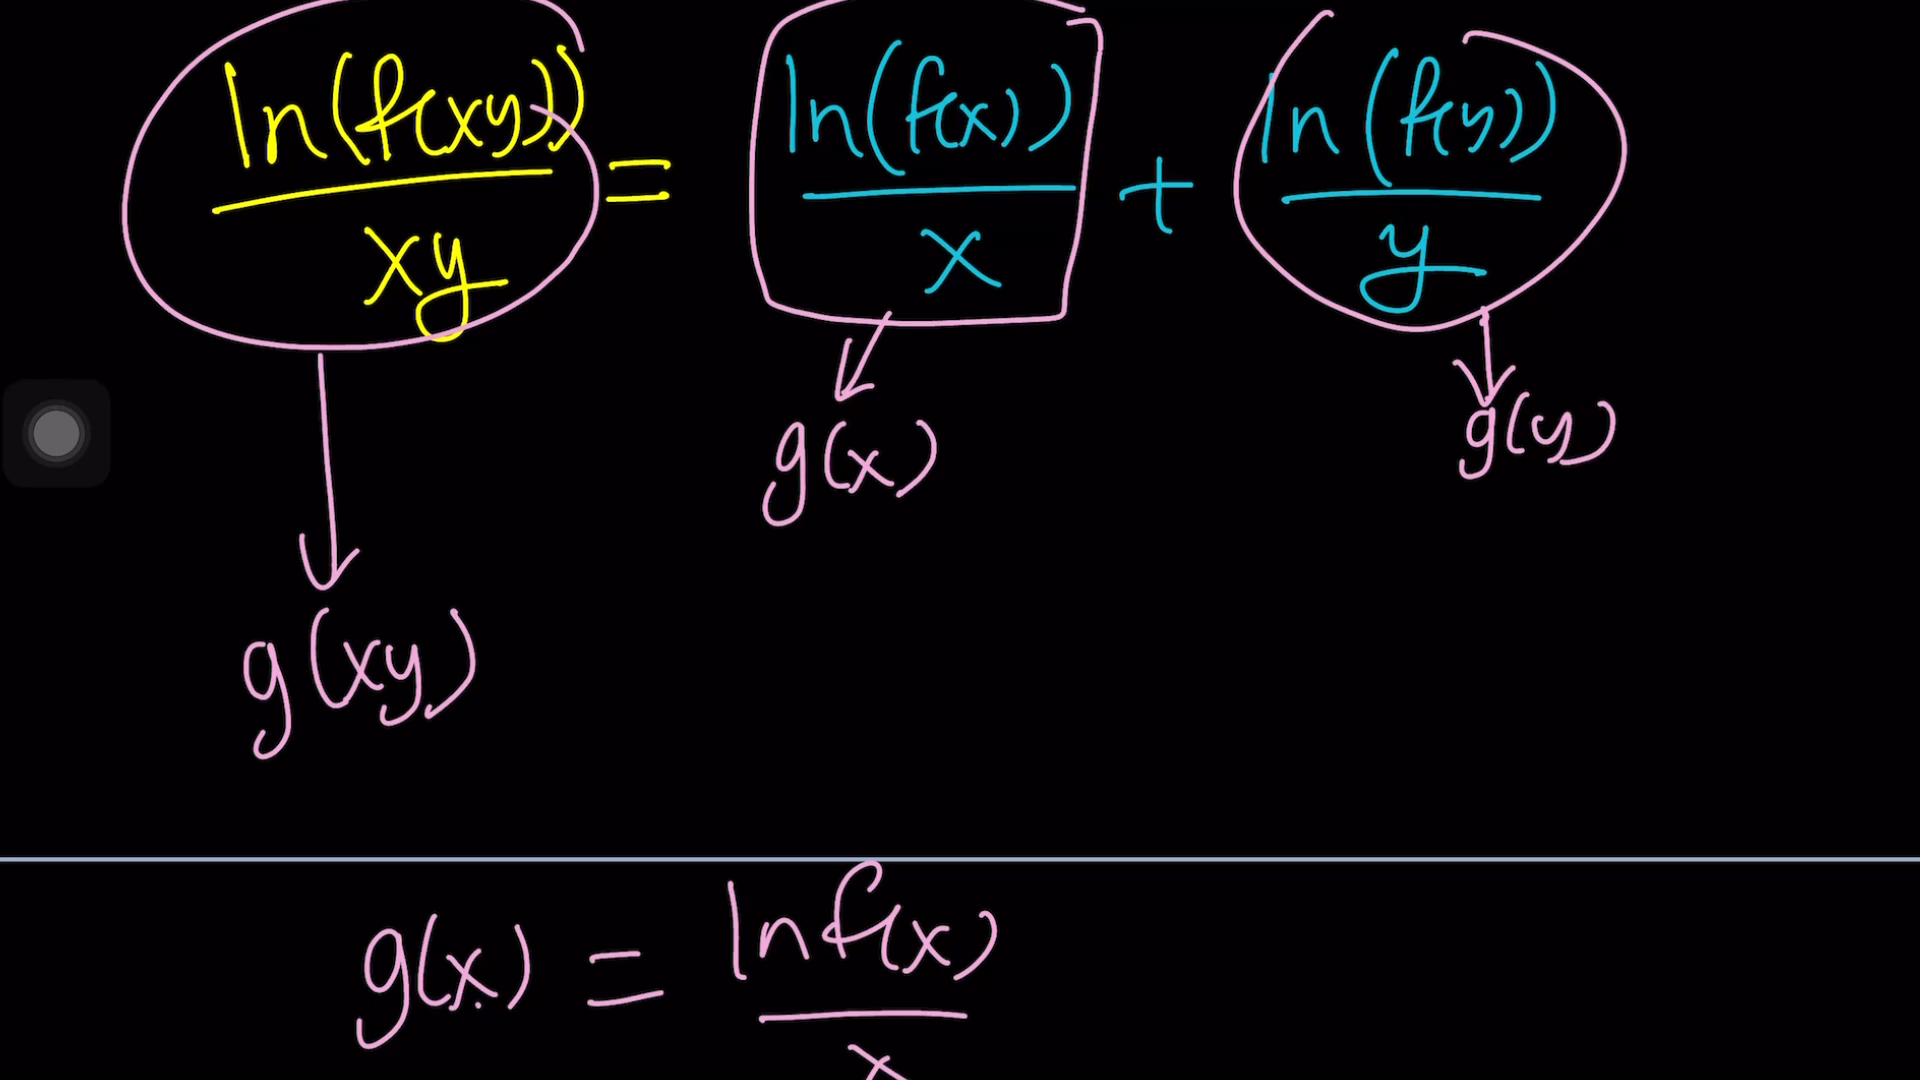 ln(f(xy))/xy = ln(f(x))/x + ln(f(y))/y
g(x) g(y)
g(xy)
g(x) = ln f(x)/x